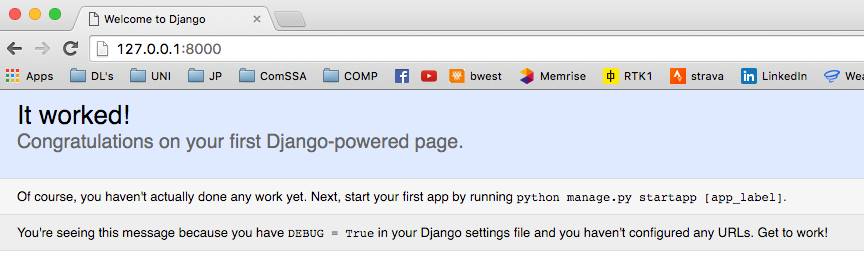 Welcome to Django
127.0.0.1:8000
Apps DL's UNI JP ComSSA COMP bwest Memrise RTK1 strava LinkedIn Wea
It worked!
Congratulations on your first Django-powered page.
Of course, you haven't actually done any work yet. Next, start your first app by running python manage.py startapp [app_label].
You're seeing this message because you have DEBUG = True in your Django settings file and you haven't configured any URLs. Get to work!